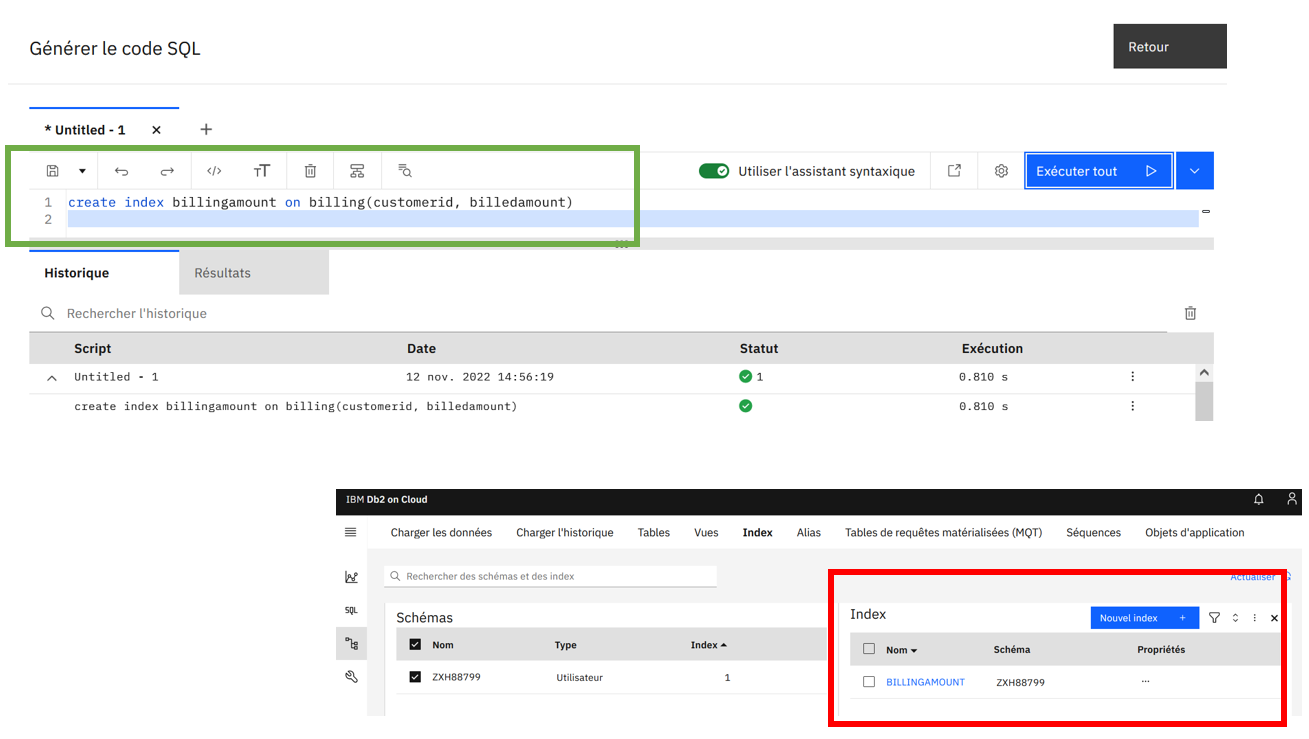 Générer le code SQL
Retour
* Untitled - 1
Utiliser l'assistant syntaxique
Exécuter tout
1 create index billingamount on billing(customerid, billedamount)
2
Historique Résultats
Rechercher l'historique
Script Date Statut Exécution
Untitled - 1 12 nov. 2022 14:56:19 1 0.810 s
create index billingamount on billing(customerid, billedamount) 0.810 s
IBM Db2 on Cloud
Charger les données Charger l'historique Tables Vues Index Alias Tables de requêtes matérialisées (MQT) Séquences Objets d'application
Rechercher des schémas et des index
Actualiser
SQL
Schémas
Nom Type Index
ZXH88799 Utilisateur 1
Index
Nouvel index +
Nom Schéma Propriétés
BILLINGAMOUNT ZXH88799 ...